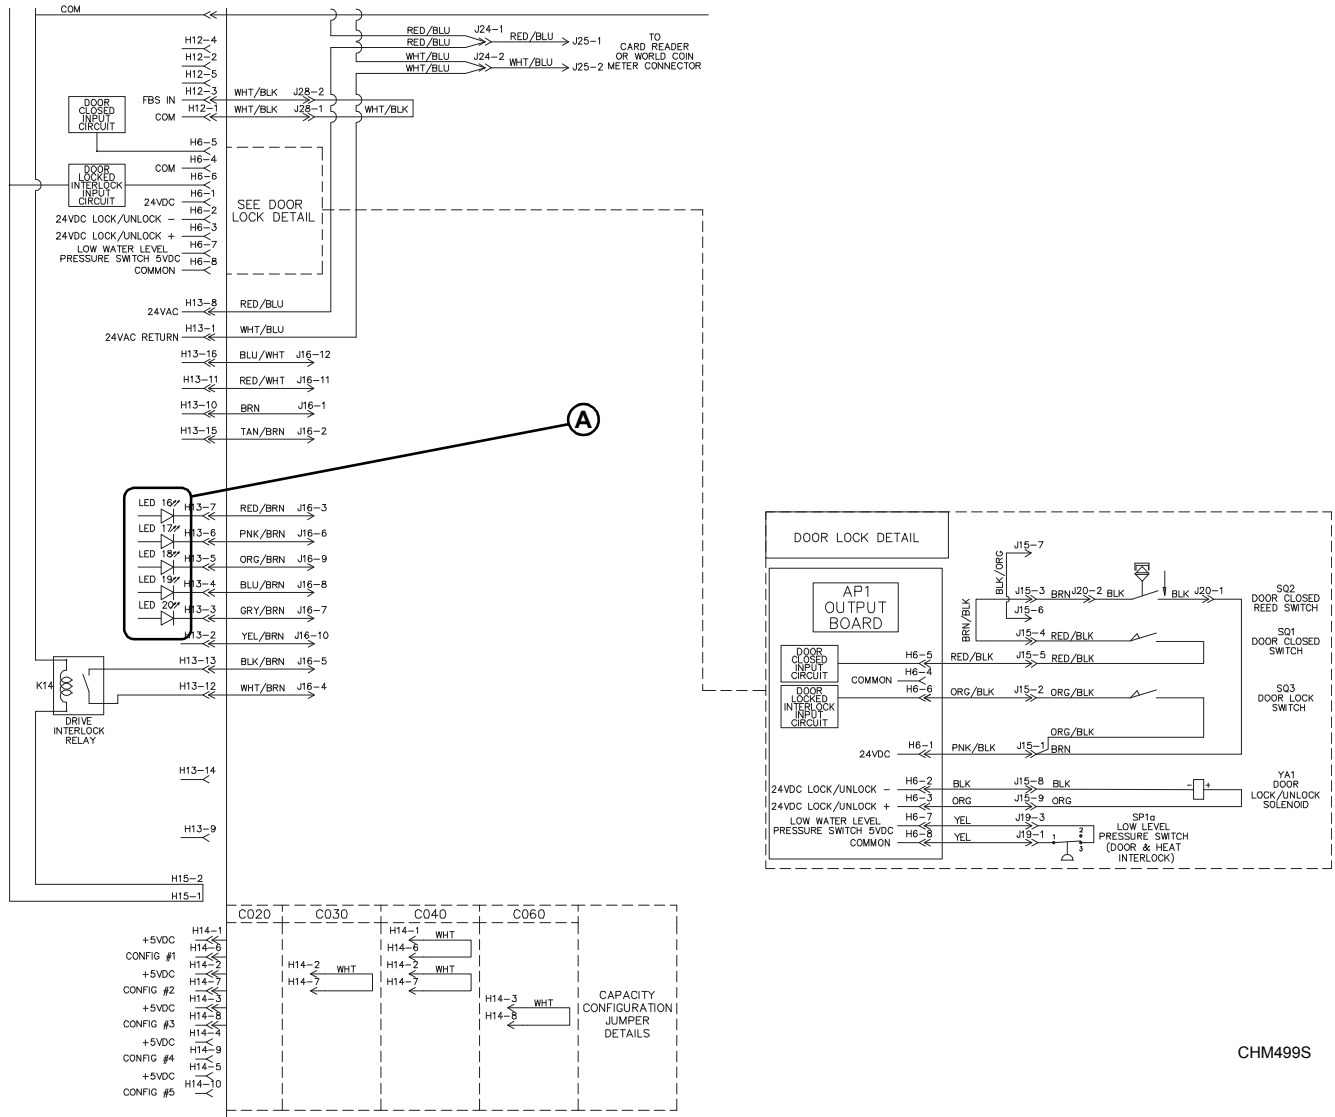 COM
RED/BLU J24-1
RED/BLU
RED/BLU J25-1
WHT/BLU J24-2
WHT/BLU
WHT/BLU J25-2
TO
CARD READER
OR WORLD COIN
METER CONNECTOR
H12-4
H12-2
H12-5
H12-3
FBS IN
WHT/BLK J28-2
H12-1
COM
WHT/BLK J28-1
WHT/BLK
DOOR
CLOSED
INPUT
CIRCUIT
H6-5
H6-4
COM
H6-6
DOOR
LOCKED
INTERLOCK
INPUT
CIRCUIT
H6-1
24VDC
H6-2
24VDC LOCK/UNLOCK -
H6-3
24VDC LOCK/UNLOCK +
H6-7
LOW WATER LEVEL
PRESSURE SWITCH 5VDC
H6-8
COMMON
SEE DOOR
LOCK DETAIL
H13-8 RED/BLU
24VAC
H13-1 WHT/BLU
24VAC RETURN
H13-16 BLU/WHT J16-12
H13-11 RED/WHT J16-11
H13-10 BRN J16-1
H13-15 TAN/BRN J16-2
A
LED 16 H13-7 RED/BRN J16-3
LED 17 H13-6 PNK/BRN J16-6
LED 18 H13-5 ORG/BRN J16-9
LED 19 H13-4 BLU/BRN J16-8
LED 20 H13-3 GRY/BRN J16-7
H13-2 YEL/BRN J16-10
H13-13 BLK/BRN J16-5
H13-12 WHT/BRN J16-4
K14
DRIVE
INTERLOCK
RELAY
H13-14
H13-9
H15-2
H15-1
DOOR LOCK DETAIL
AP1
OUTPUT
BOARD
BLK/ORG
J15-7
J15-3 BRN J20-2 BLK
BLK J20-1
SQ2
DOOR CLOSED
REED SWITCH
J15-6
BRN/BLK
J15-4 RED/BLK
SQ1
DOOR CLOSED
SWITCH
DOOR
CLOSED
INPUT
CIRCUIT
H6-5 RED/BLK J15-5 RED/BLK
H6-4
COMMON
DOOR
LOCKED
INTERLOCK
INPUT
CIRCUIT
H6-6 ORG/BLK J15-2 ORG/BLK
SQ3
DOOR LOCK
SWITCH
ORG/BLK
24VDC H6-1 PNK/BLK J15-1 BRN
24VDC LOCK/UNLOCK - H6-2 BLK J15-8 BLK
- +
24VDC LOCK/UNLOCK + H6-3 ORG J15-9 ORG
YA1
DOOR
LOCK/UNLOCK
SOLENOID
LOW WATER LEVEL
PRESSURE SWITCH 5VDC
H6-7 YEL J19-3
COMMON H6-8 YEL J19-1
1 2 3
SP1a
LOW LEVEL
PRESSURE SWITCH
(DOOR & HEAT
INTERLOCK)
C020 C030 C040 C060
+5VDC H14-1
CONFIG #1 H14-6
+5VDC H14-2
CONFIG #2 H14-7
+5VDC H14-3
CONFIG #3 H14-8
+5VDC H14-4
CONFIG #4 H14-9
+5VDC H14-5
CONFIG #5 H14-10
H14-2 WHT
H14-7
H14-1 WHT
H14-6
H14-2 WHT
H14-7
H14-3 WHT
H14-8
CAPACITY
CONFIGURATION
JUMPER
DETAILS
CHM499S